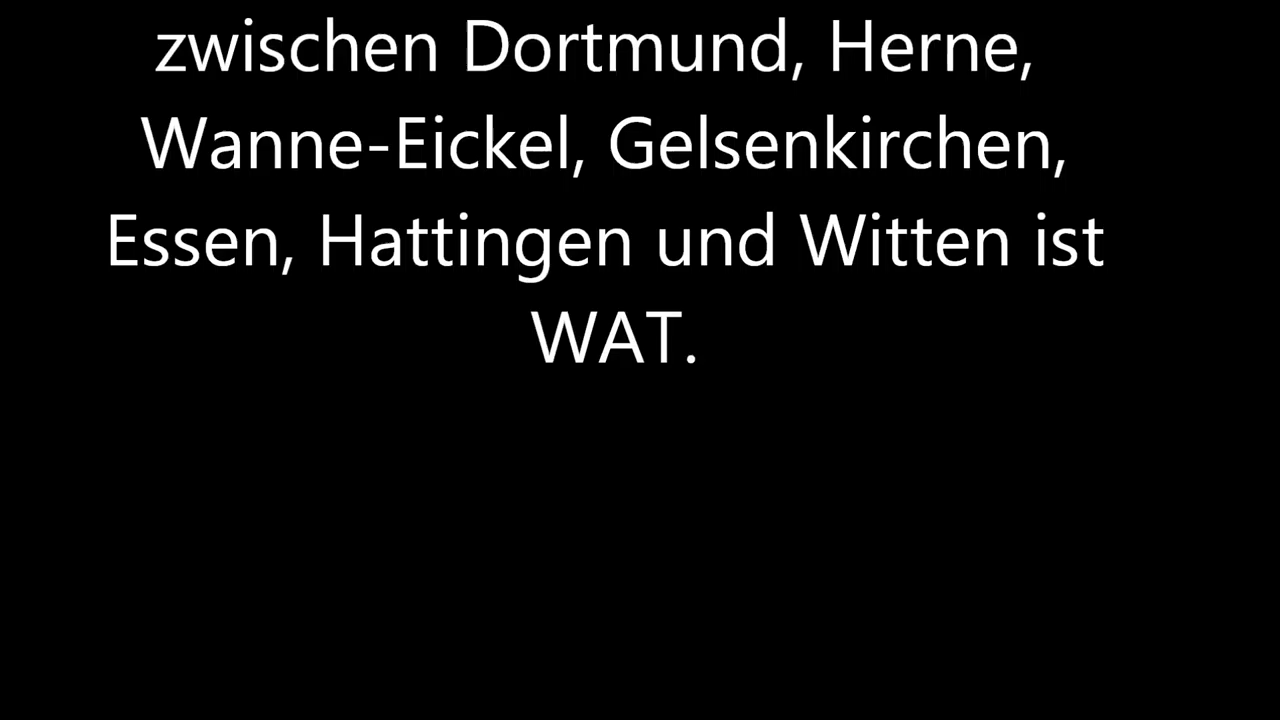 zwischen Dortmund, Herne,
Wanne-Eickel, Gelsenkirchen,
Essen, Hattingen und Witten ist
WAT.